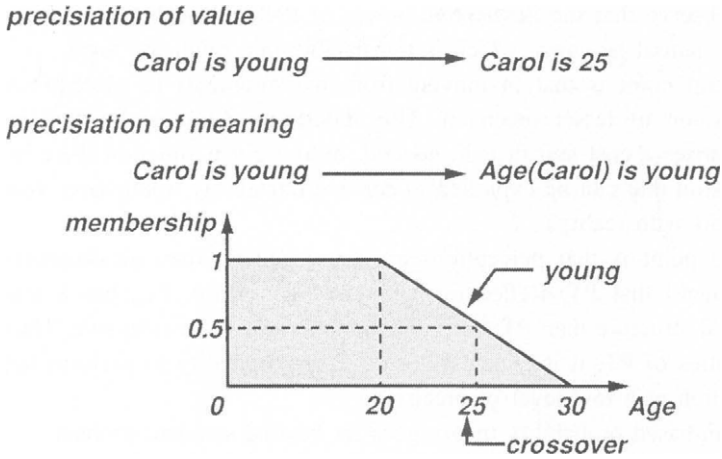 precisiation of value
Carol is young Carol is 25
precisiation of meaning
Carol is young Age(Carol) is young
membership
1 young
0.5
0 20 25 30 Age
crossover